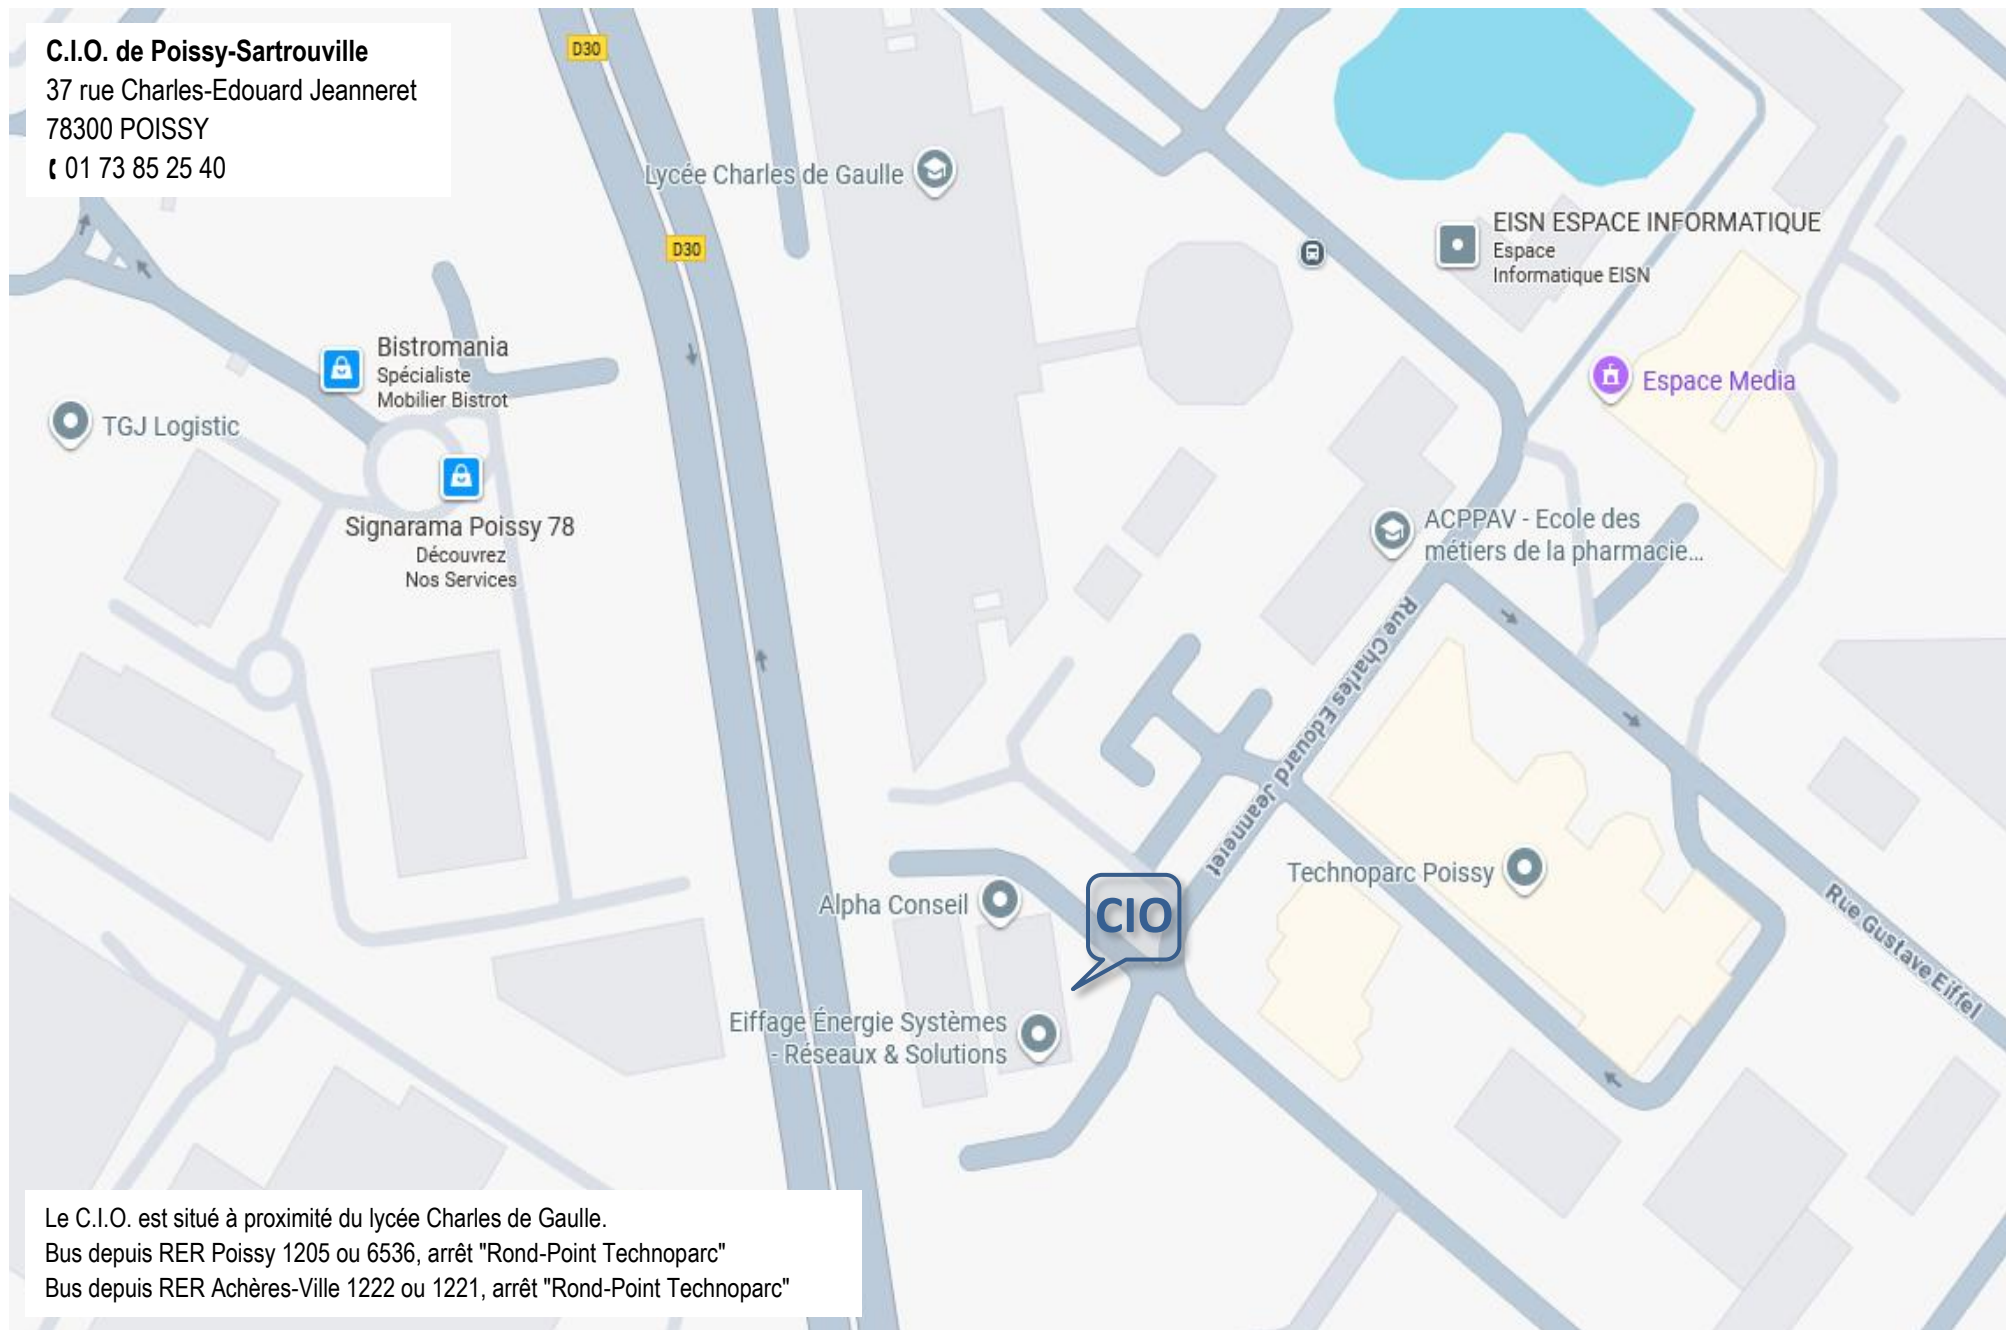 C.I.O. de Poissy-Sartrouville
37 rue Charles-Edouard Jeanneret
78300 POISSY
01 73 85 25 40
D30
Lycée Charles de Gaulle
D30
EISN ESPACE INFORMATIQUE
Espace
Informatique EISN
Bistromania
Spécialiste
Mobilier Bistrot
Espace Media
TGJ Logistic
Signarama Poissy 78
Découvrez
Nos Services
ACPPAV - Ecole des
métiers de la pharmacie...
Rue Charles Edouard Jeanneret
Technoparc Poissy
Alpha Conseil
CIO
Rue Gustave Eiffel
Eiffage Énergie Systèmes
- Réseaux & Solutions
Le C.I.O. est situé à proximité du lycée Charles de Gaulle.
Bus depuis RER Poissy 1205 ou 6536, arrêt "Rond-Point Technoparc"
Bus depuis RER Achères-Ville 1222 ou 1221, arrêt "Rond-Point Technoparc"